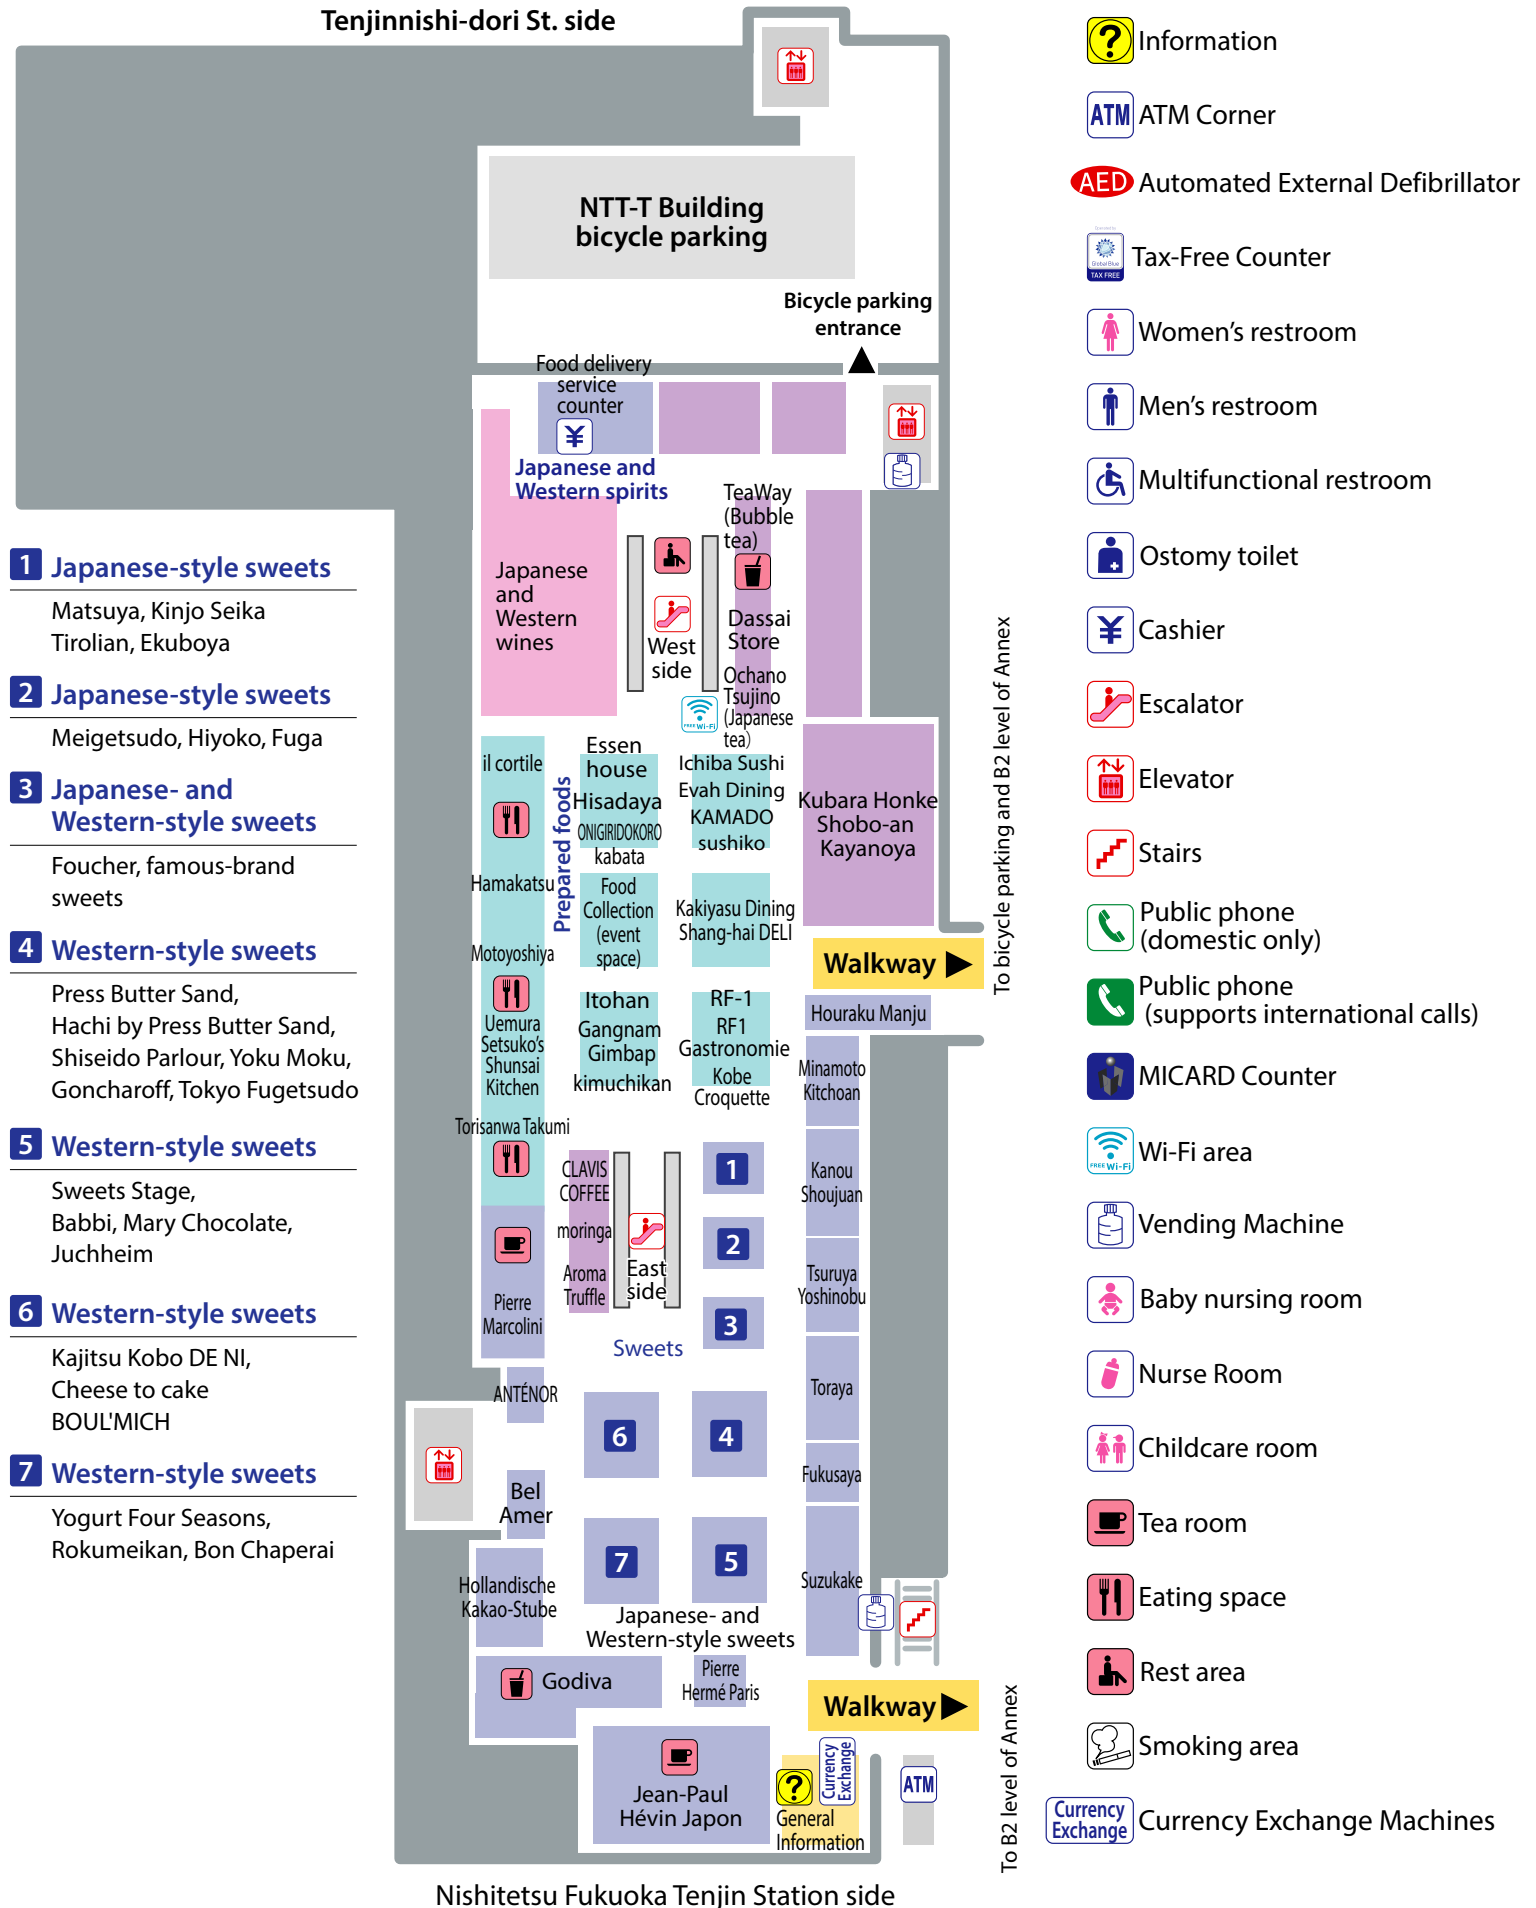 Tenjinnishi-dori St. side
NTT-T Building
bicycle parking
Bicycle parking
entrance
Food delivery
service
counter
¥
Japanese and
Western spirits
Japanese
and
Western
wines
West
side
TeaWay
(Bubble
tea)
Dassai
Store
Ochano
Tsujino
(Japanese
tea)
FREE Wi-Fi
il cortile
Hamakatsu
Motoyoshiya
Uemura
Setsuko's
Shunsai
Kitchen
Torisanwa Takumi
Prepared foods
Essen
house
Hisadaya
ONIGIRIDOKORO
kabata
Food
Collection
(event
space)
Itohan
Gangnam
Gimbap
kimuchikan
Ichiba Sushi
Evah Dining
KAMADO
sushiko
Kakiyasu Dining
Shang-hai DELI
RF-1
RF1
Gastronomie
Kobe
Croquette
Kubara Honke
Shobo-an
Kayanoya
Walkway ▶
To bicycle parking and B2 level of Annex
Houraku Manju
Minamoto
Kitchoan
Kanou
Shoujuan
Tsuruya
Yoshinobu
Toraya
Fukusaya
Suzukake
CLAVIS
COFFEE
moringa
Aroma
Truffle
East
side
1
2
3
Sweets
Pierre
Marcolini
ANTÉNOR
Bel
Amer
Hollandische
Kakao-Stube
6
4
7
5
Japanese- and
Western-style sweets
Godiva
Pierre
Hermé Paris
Walkway ▶
To B2 level of Annex
Jean-Paul
Hévin Japon
?
Currency
Exchange
General
Information
ATM
Nishitetsu Fukuoka Tenjin Station side
1 Japanese-style sweets
Matsuya, Kinjo Seika
Tirolian, Ekuboya
2 Japanese-style sweets
Meigetsudo, Hiyoko, Fuga
3 Japanese- and
Western-style sweets
Foucher, famous-brand
sweets
4 Western-style sweets
Press Butter Sand,
Hachi by Press Butter Sand,
Shiseido Parlour, Yoku Moku,
Goncharoff, Tokyo Fugetsudo
5 Western-style sweets
Sweets Stage,
Babbi, Mary Chocolate,
Juchheim
6 Western-style sweets
Kajitsu Kobo DE NI,
Cheese to cake
BOUL'MICH
7 Western-style sweets
Yogurt Four Seasons,
Rokumeikan, Bon Chaperai
? Information
ATM ATM Corner
AED Automated External Defibrillator
Global Blue
TAX FREE
Tax-Free Counter
Women's restroom
Men's restroom
Multifunctional restroom
Ostomy toilet
¥ Cashier
Escalator
Elevator
Stairs
Public phone
(domestic only)
Public phone
(supports international calls)
MICARD Counter
FREE Wi-Fi Wi-Fi area
Vending Machine
Baby nursing room
Nurse Room
Childcare room
Tea room
Eating space
Rest area
Smoking area
Currency
Exchange
Currency Exchange Machines